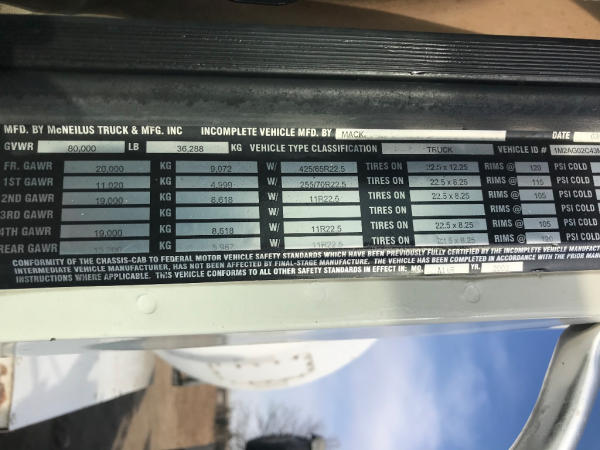 MFD. BY McNEILUS TRUCK & MFG. INC INCOMPLETE VEHICLE MFD. BY MACK DATE
GVWR 80,000 LB 36,288 KG VEHICLE TYPE CLASSIFICATION TRUCK VEHICLE ID # 1M2AG02C43M
FR. GAWR 20,000 KG 9,072 W/ 425/65R22.5 TIRES ON 22.5 x 12.25 RIMS @ 120 PSI COLD
1ST GAWR 11,020 KG 4,999 W/ 255/70R22.5 TIRES ON 22.5 x 8.25 RIMS @ 115 PSI COLD
2ND GAWR 19,000 KG 8,618 W/ 11R22.5 TIRES ON 22.5 x 8.25 RIMS @ 105 PSI COLD
3RD GAWR KG W/ TIRES ON RIMS @ PSI COLD
4TH GAWR 19,000 KG 8,618 W/ 11R22.5 TIRES ON 22.5 x 8.25 RIMS @ 105 PSI COLD
REAR GAWR KG W/ 11R22.5 TIRES ON 22.5 x 8.25 RIMS @ PSI COLD
CONFORMITY OF THE CHASSIS-CAB TO FEDERAL MOTOR VEHICLE SAFETY STANDARDS WHICH HAVE BEEN PREVIOUSLY FULLY CERTIFIED BY THE INCOMPLETE VEHICLE MANUFACT
INTERMEDIATE VEHICLE MANUFACTURER, HAS NOT BEEN AFFECTED BY FINAL-STAGE MANUFACTURE. THE VEHICLE HAS BEEN COMPLETED IN ACCORDANCE WITH THE PRIOR MANU
INSTRUCTIONS WHERE APPLICABLE. THIS VEHICLE CONFORMS TO ALL OTHER SAFETY STANDARDS IN EFFECT IN: MO. YR.